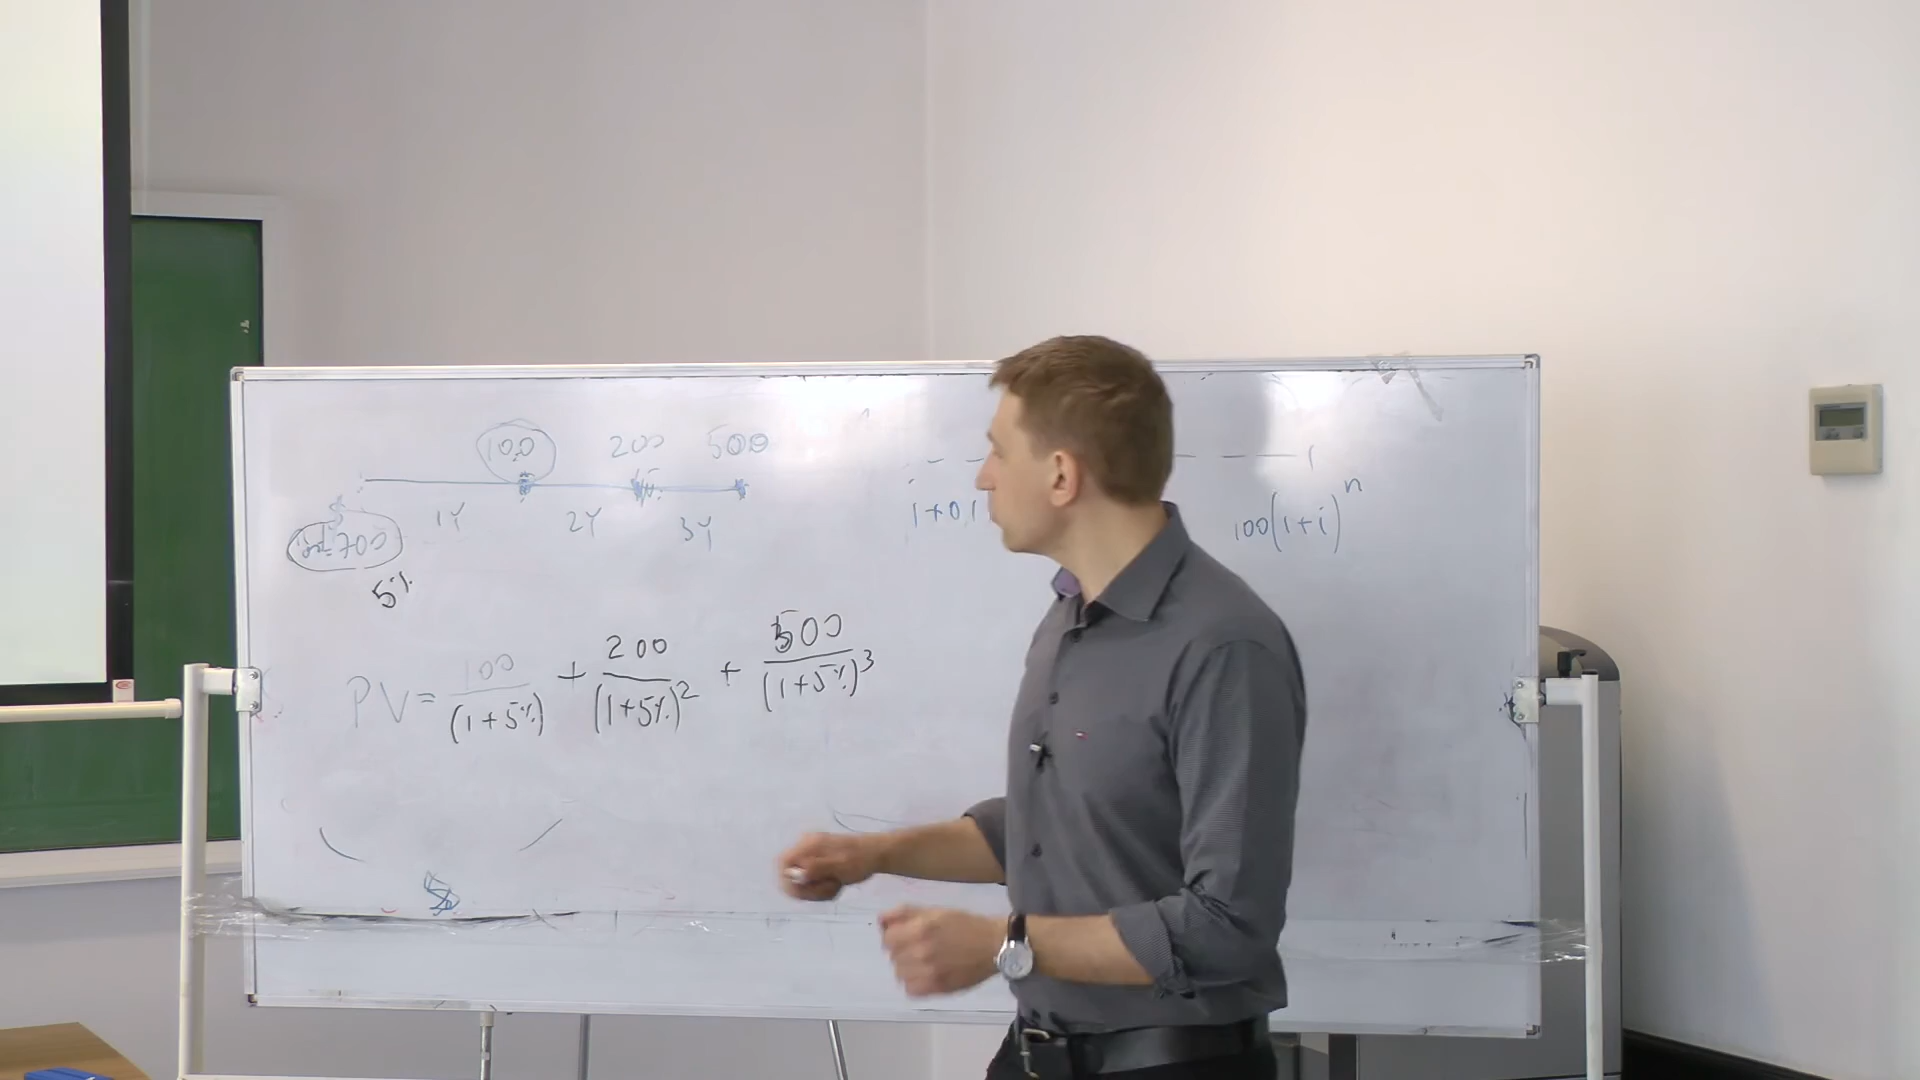 100 200 500
1Y 2Y 3Y
=700
5%
1+0,1
100(1+i)^n
PV = 100/(1+5%) + 200/(1+5%)^2 + 500/(1+5%)^3